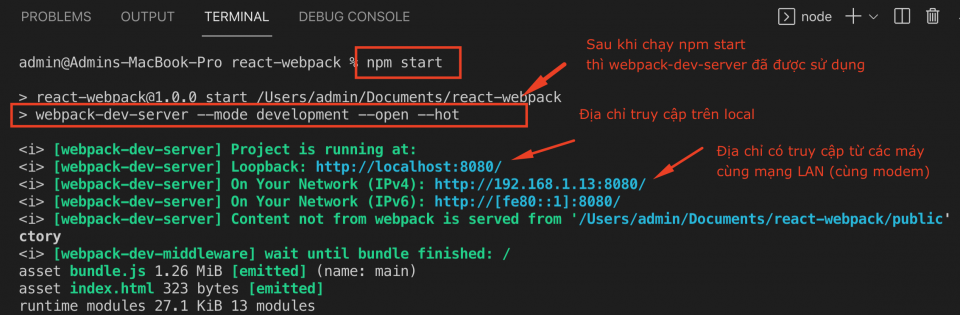 PROBLEMS OUTPUT TERMINAL DEBUG CONSOLE node
admin@Admins-MacBook-Pro react-webpack % npm start
Sau khi chạy npm start
thì webpack-dev-server đã được sử dụng
> react-webpack@1.0.0 start /Users/admin/Documents/react-webpack
> webpack-dev-server --mode development --open --hot
Địa chỉ truy cập trên local
<i> [webpack-dev-server] Project is running at:
<i> [webpack-dev-server] Loopback: http://localhost:8080/
Địa chỉ có truy cập từ các máy
cùng mạng LAN (cùng modem)
<i> [webpack-dev-server] On Your Network (IPv4): http://192.168.1.13:8080/
<i> [webpack-dev-server] On Your Network (IPv6): http://[fe80::1]:8080/
<i> [webpack-dev-server] Content not from webpack is served from '/Users/admin/Documents/react-webpack/public'
ctory
<i> [webpack-dev-middleware] wait until bundle finished: /
asset bundle.js 1.26 MiB [emitted] (name: main)
asset index.html 323 bytes [emitted]
runtime modules 27.1 KiB 13 modules